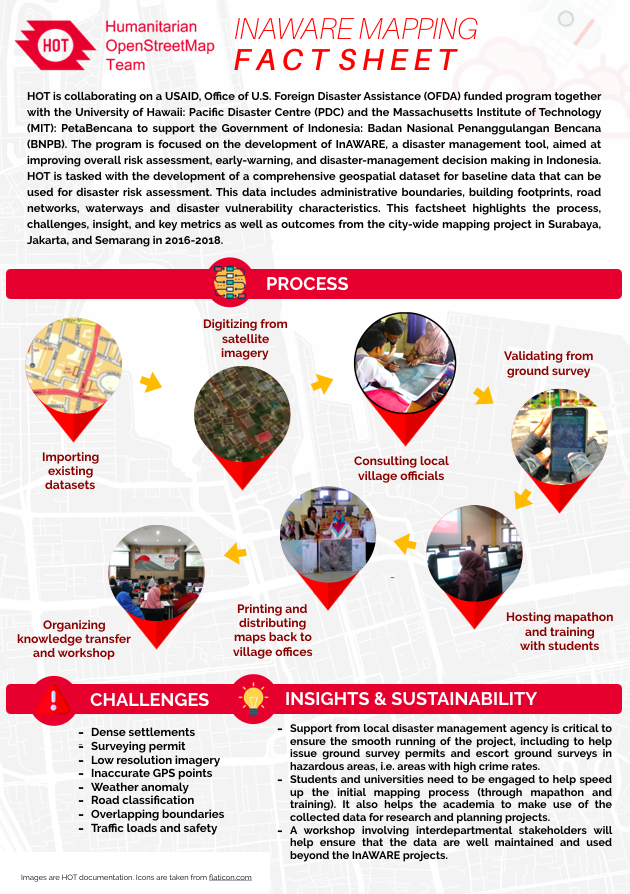 HOT
Humanitarian
OpenStreetMap
Team
INAWARE MAPPING
FACT SHEET
HOT is collaborating on a USAID, Office of U.S. Foreign Disaster Assistance (OFDA) funded program together
with the University of Hawaii: Pacific Disaster Centre (PDC) and the Massachusetts Institute of Technology
(MIT): PetaBencana to support the Government of Indonesia: Badan Nasional Penanggulangan Bencana
(BNPB). The program is focused on the development of InAWARE, a disaster management tool, aimed at
improving overall risk assessment, early-warning, and disaster-management decision making in Indonesia.
HOT is tasked with the development of a comprehensive geospatial dataset for baseline data that can be
used for disaster risk assessment. This data includes administrative boundaries, building footprints, road
networks, waterways and disaster vulnerability characteristics. This factsheet highlights the process,
challenges, insight, and key metrics as well as outcomes from the city-wide mapping project in Surabaya,
Jakarta, and Semarang in 2016-2018.
PROCESS
Importing
existing
datasets
Digitizing from
satellite
imagery
Consulting local
village officials
Validating from
ground survey
Hosting mapathon
and training
with students
Printing and
distributing
maps back to
village offices
Organizing
knowledge transfer
and workshop
CHALLENGES
- Dense settlements
- Surveying permit
- Low resolution imagery
- Inaccurate GPS points
- Weather anomaly
- Road classification
- Overlapping boundaries
- Traffic loads and safety
INSIGHTS & SUSTAINABILITY
- Support from local disaster management agency is critical to
ensure the smooth running of the project, including to help
issue ground survey permits and escort ground surveys in
hazardous areas, i.e. areas with high crime rates.
- Students and universities need to be engaged to help speed
up the initial mapping process (through mapathon and
training). It also helps the academia to make use of the
collected data for research and planning projects.
- A workshop involving interdepartmental stakeholders will
help ensure that the data are well maintained and used
beyond the InAWARE projects.
Images are HOT documentation. Icons are taken from flaticon.com